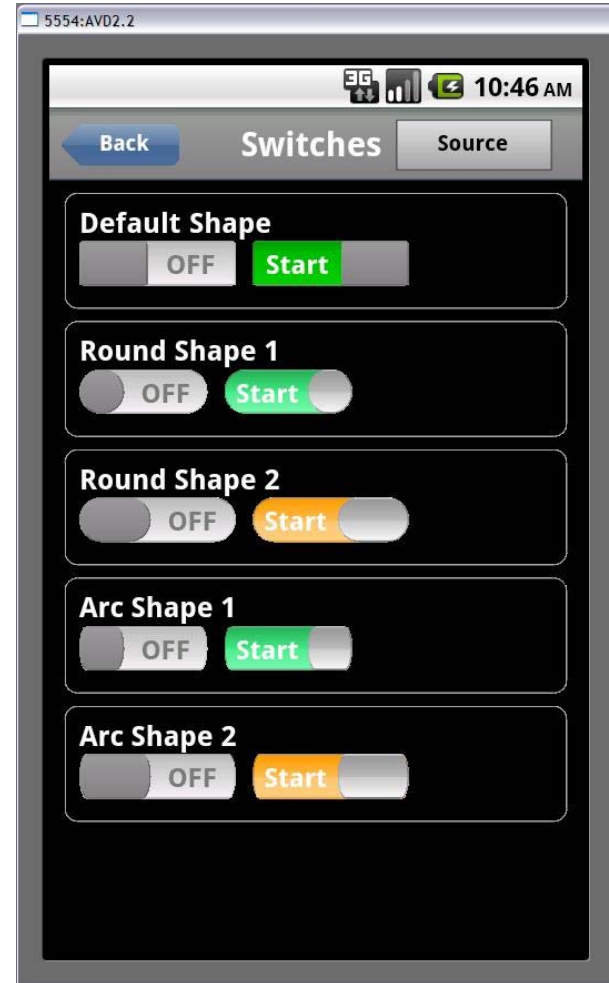 5554:AVD2.2
3G 10:46 AM
Back Switches Source
Default Shape
OFF Start
Round Shape 1
OFF Start
Round Shape 2
OFF Start
Arc Shape 1
OFF Start
Arc Shape 2
OFF Start